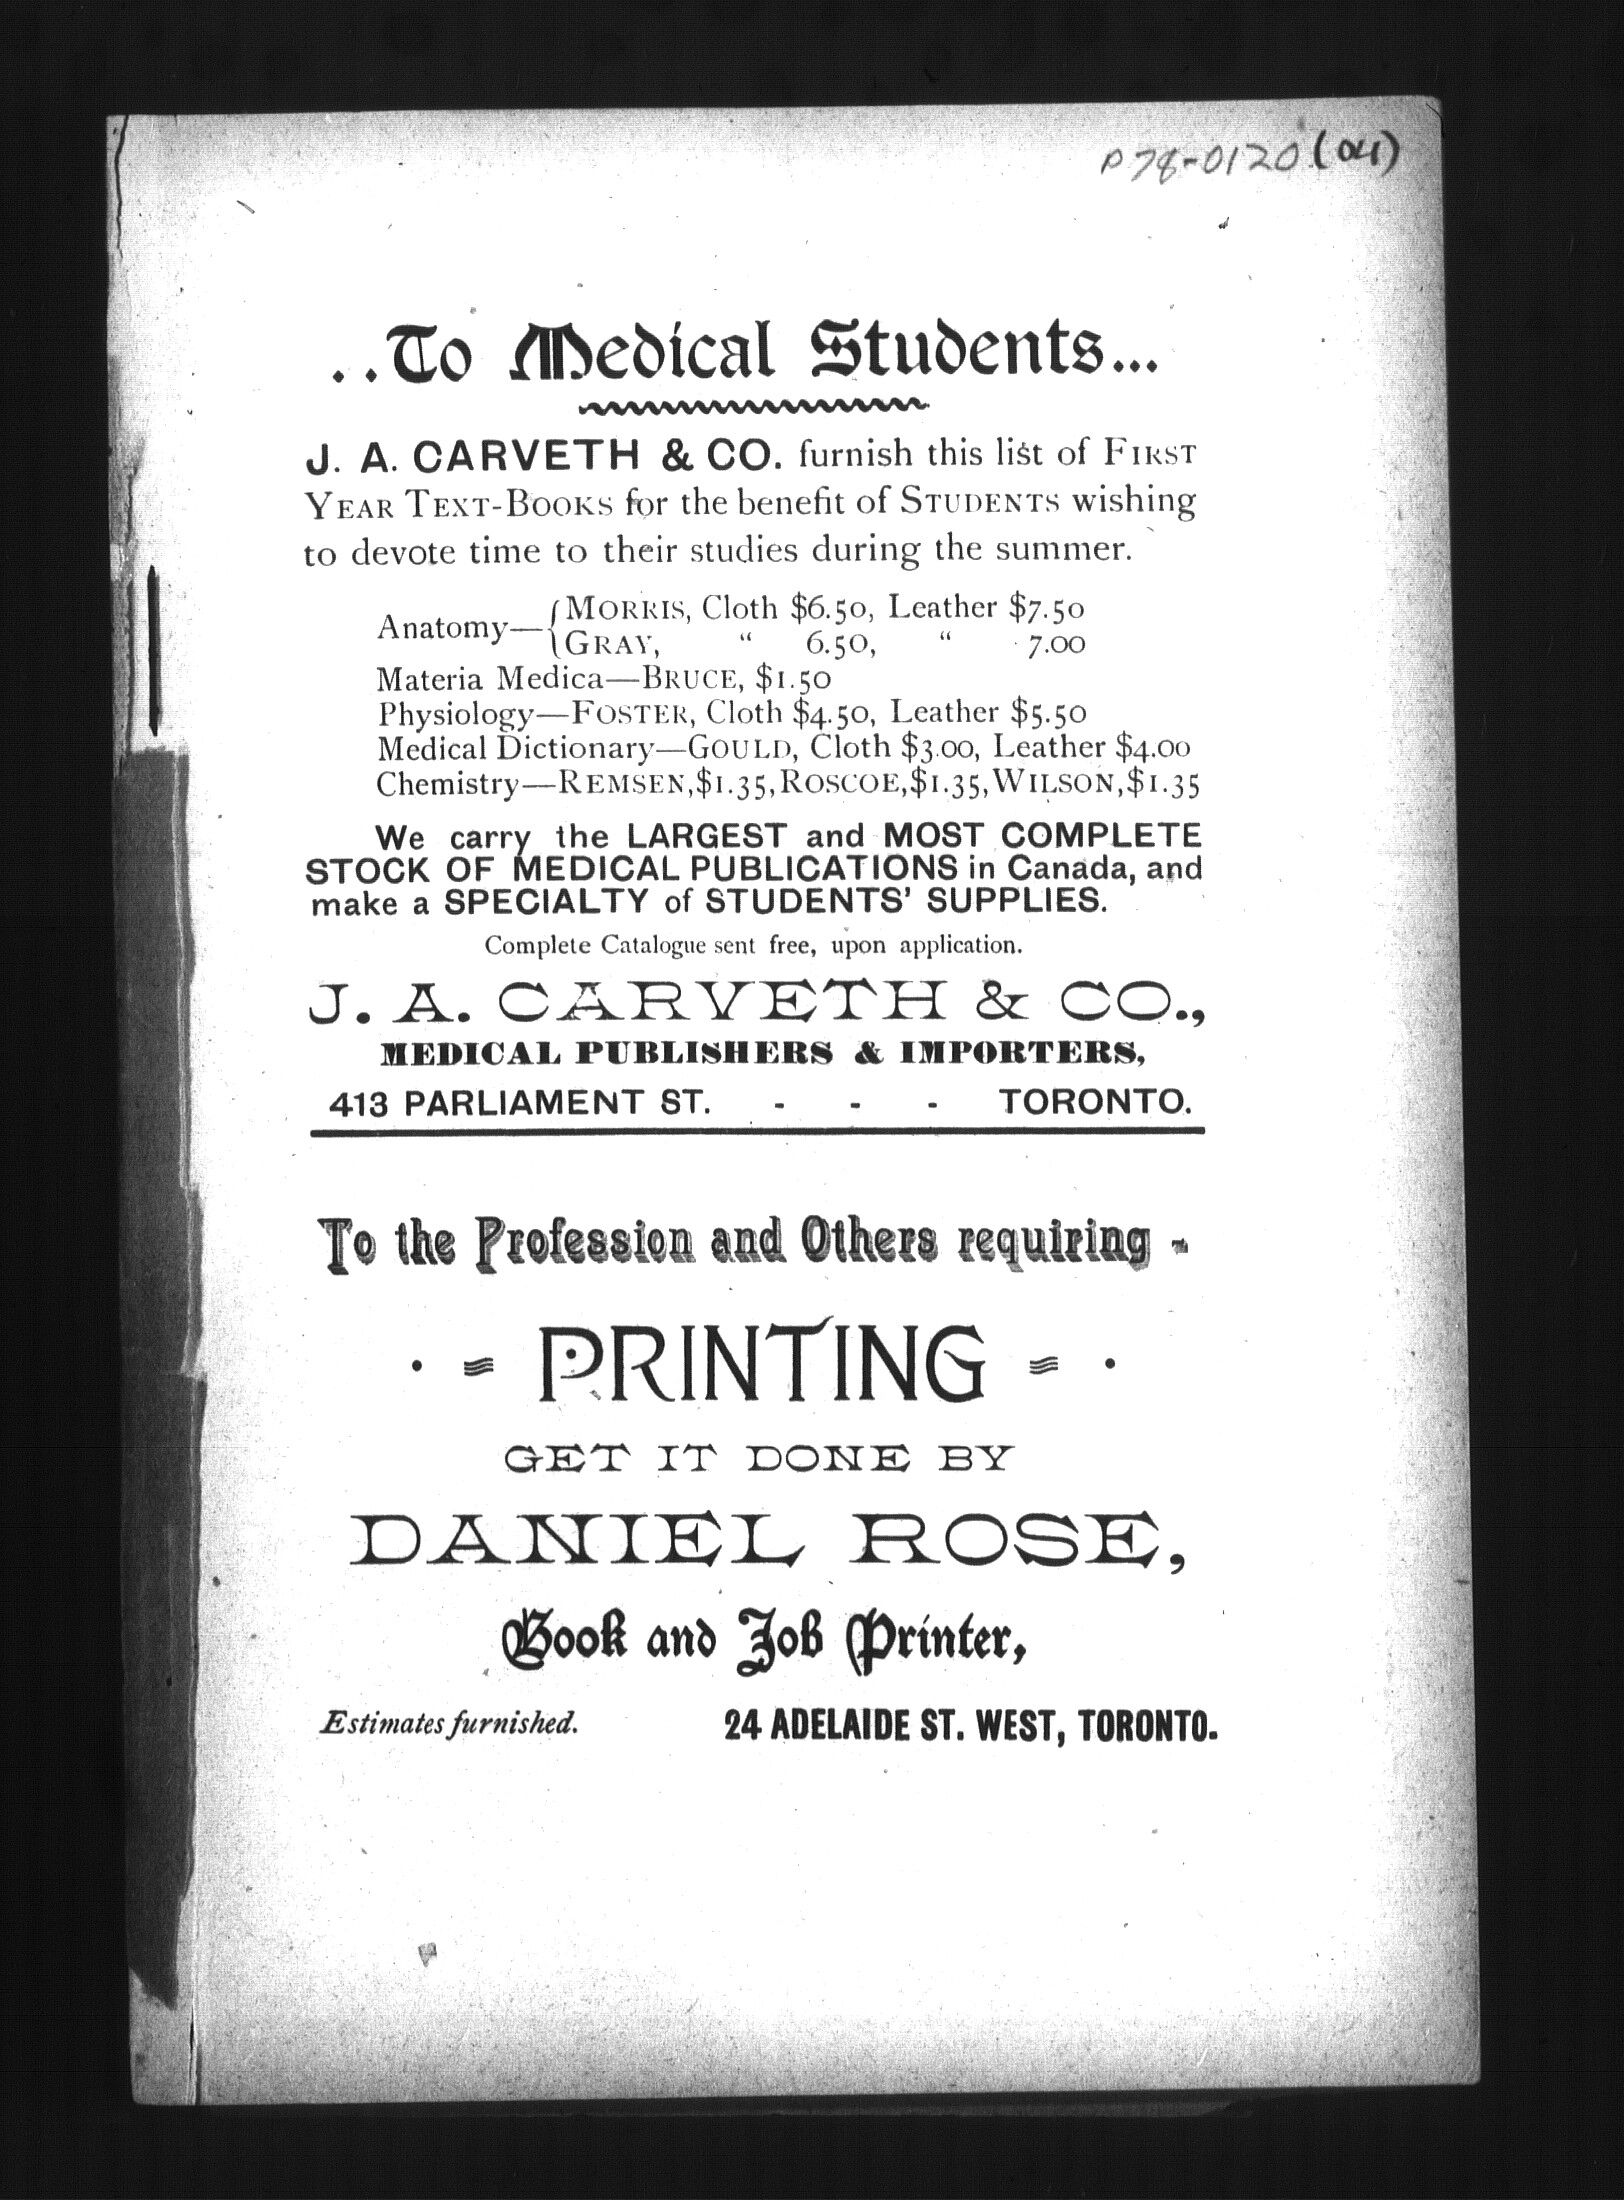 P78-0120 (04)
..To Medical Students...
J. A. CARVETH & CO. furnish this list of FIRST
YEAR TEXT-BOOKS for the benefit of STUDENTS wishing
to devote time to their studies during the summer.
Anatomy—{MORRIS, Cloth $6.50, Leather $7.50
{GRAY, " 6.50, " 7.00
Materia Medica—BRUCE, $1.50
Physiology—FOSTER, Cloth $4.50, Leather $5.50
Medical Dictionary—GOULD, Cloth $3.00, Leather $4.00
Chemistry—REMSEN,$1.35,ROSCOE,$1.35,WILSON,$1.35
We carry the LARGEST and MOST COMPLETE
STOCK OF MEDICAL PUBLICATIONS in Canada, and
make a SPECIALTY of STUDENTS' SUPPLIES.
Complete Catalogue sent free, upon application.
J. A. CARVETH & CO.,
MEDICAL PUBLISHERS & IMPORTERS,
413 PARLIAMENT ST. - - - TORONTO.
To the Profession and Others requiring -
PRINTING
GET IT DONE BY
DANIEL ROSE,
Book and Job Printer,
Estimates furnished. 24 ADELAIDE ST. WEST, TORONTO.